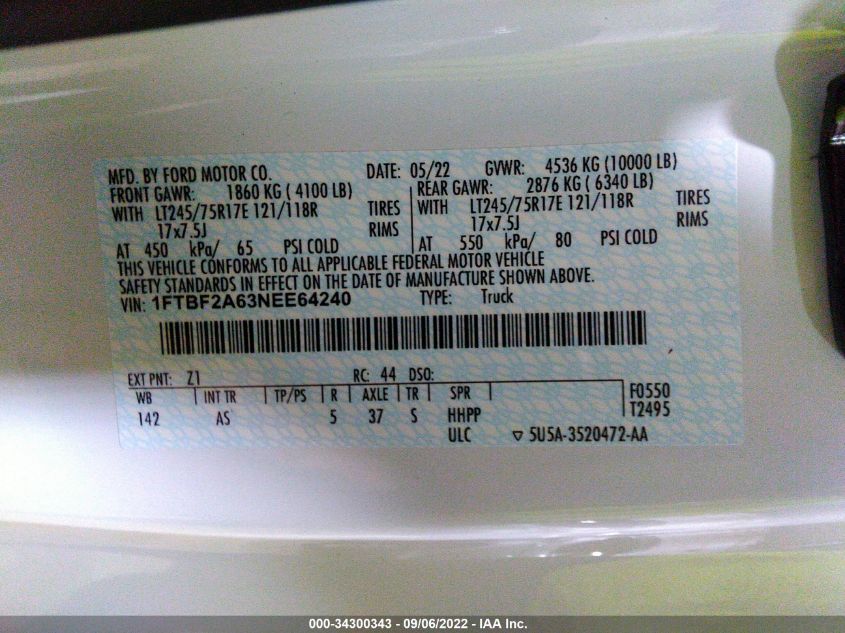 MFD. BY FORD MOTOR CO. DATE: 05/22 GVWR: 4536 KG (10000 LB)
FRONT GAWR: 1860 KG ( 4100 LB) REAR GAWR: 2876 KG ( 6340 LB)
WITH LT245/75R17E 121/118R TIRES WITH LT245/75R17E 121/118R TIRES
17x7.5J RIMS 17x7.5J RIMS
AT 450 kPa/ 65 PSI COLD AT 550 kPa/ 80 PSI COLD
THIS VEHICLE CONFORMS TO ALL APPLICABLE FEDERAL MOTOR VEHICLE
SAFETY STANDARDS IN EFFECT ON THE DATE OF MANUFACTURE SHOWN ABOVE.
VIN: 1FTBF2A63NEE64240 TYPE: Truck
EXT PNT: Z1 RC: 44 DSO:
WB INT TR TP/PS R AXLE TR SPR F0550
142 AS 5 37 S HHPP T2495
ULC 5U5A-3520472-AA
000-34300343 - 09/06/2022 - IAA Inc.